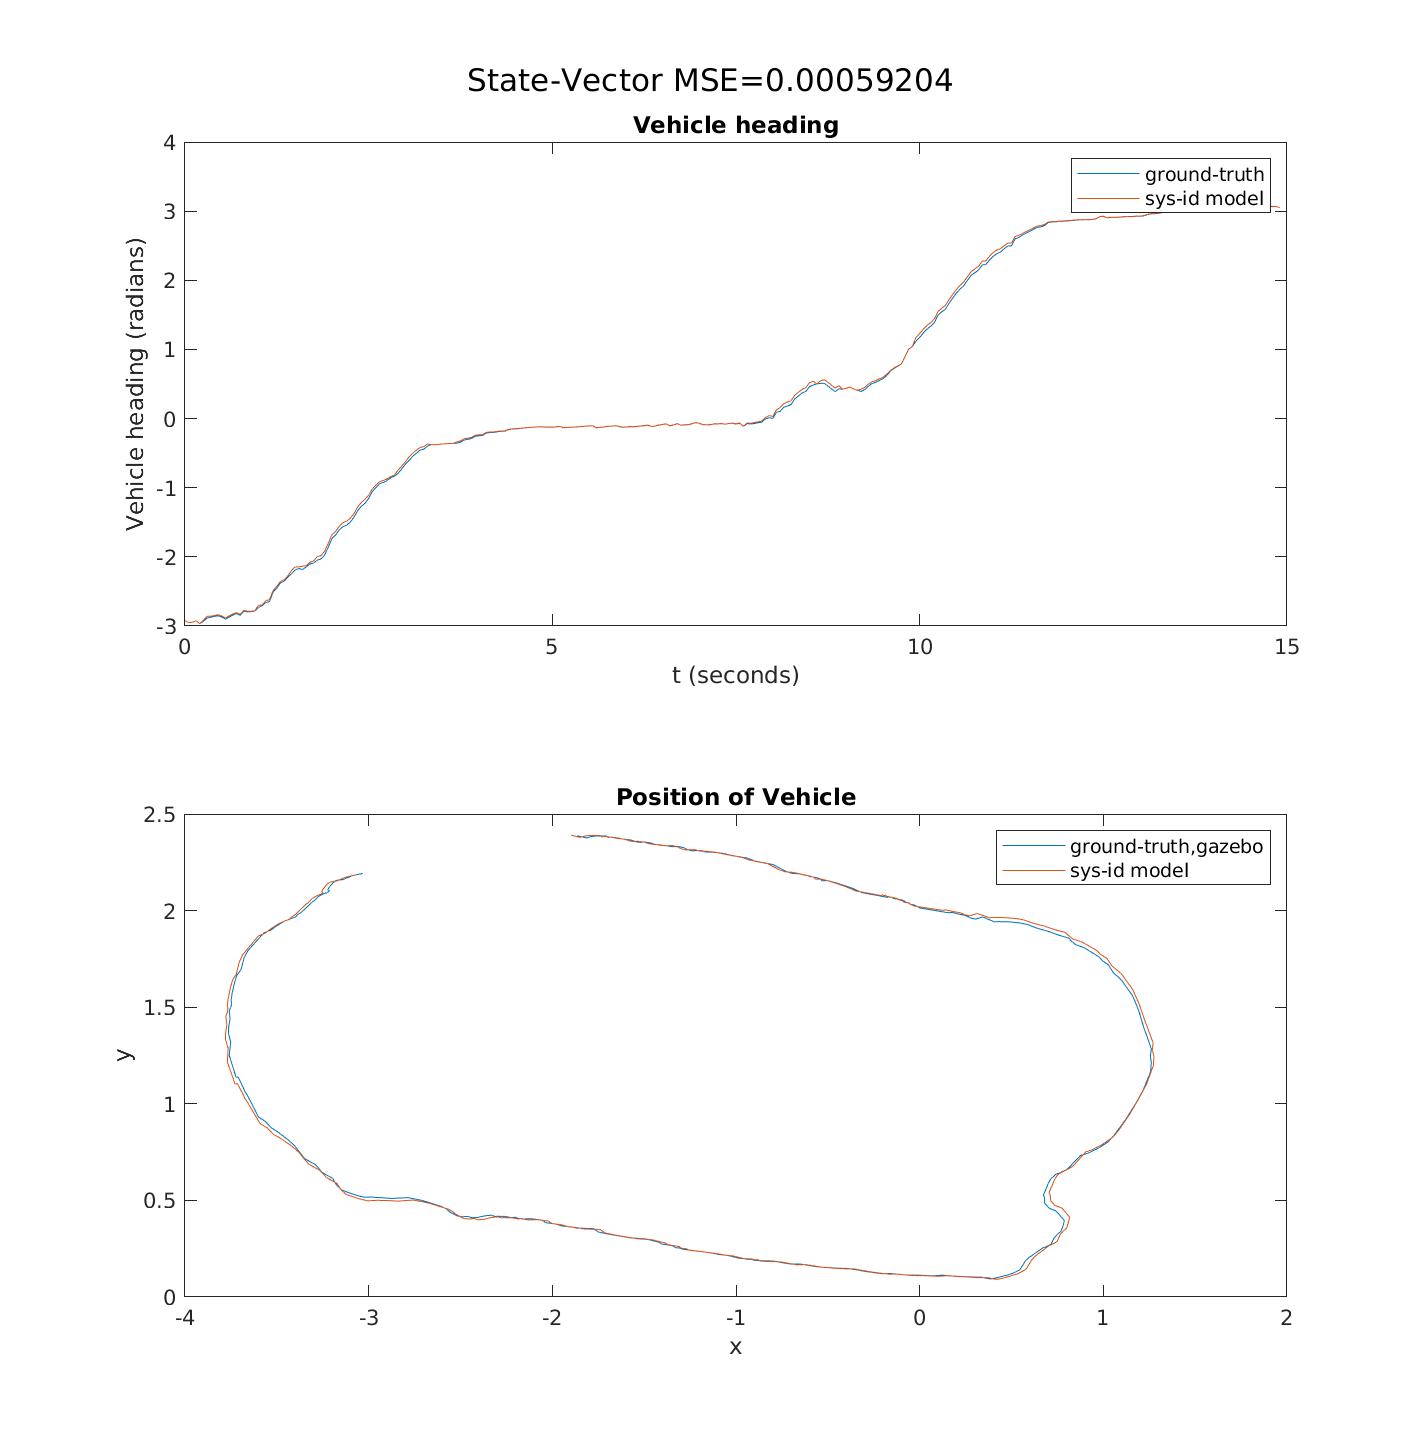 State-Vector MSE=0.00059204
Vehicle heading
4
3
2
1
0
-1
-2
-3
Vehicle heading (radians)
ground-truth
sys-id model
0 5 10 15
t (seconds)
Position of Vehicle
2.5
2
1.5
1
0.5
0
y
ground-truth,gazebo
sys-id model
-4 -3 -2 -1 0 1 2
x